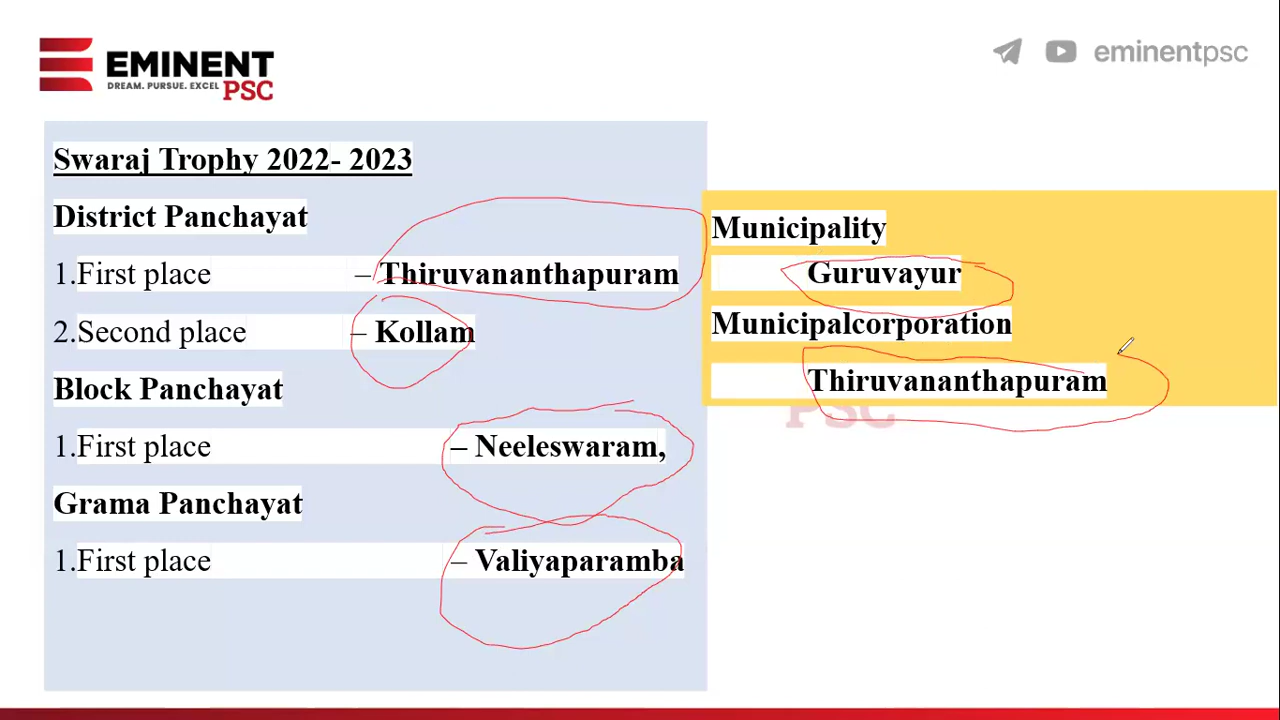 EMINENT
DREAM. PURSUE. EXCEL
PSC
eminentpsc
Swaraj Trophy 2022- 2023
District Panchayat
1.First place – Thiruvananthapuram
2.Second place – Kollam
Block Panchayat
1.First place – Neeleswaram,
Grama Panchayat
1.First place – Valiyaparamba
Municipality
Guruvayur
Municipalcorporation
Thiruvananthapuram
PSC